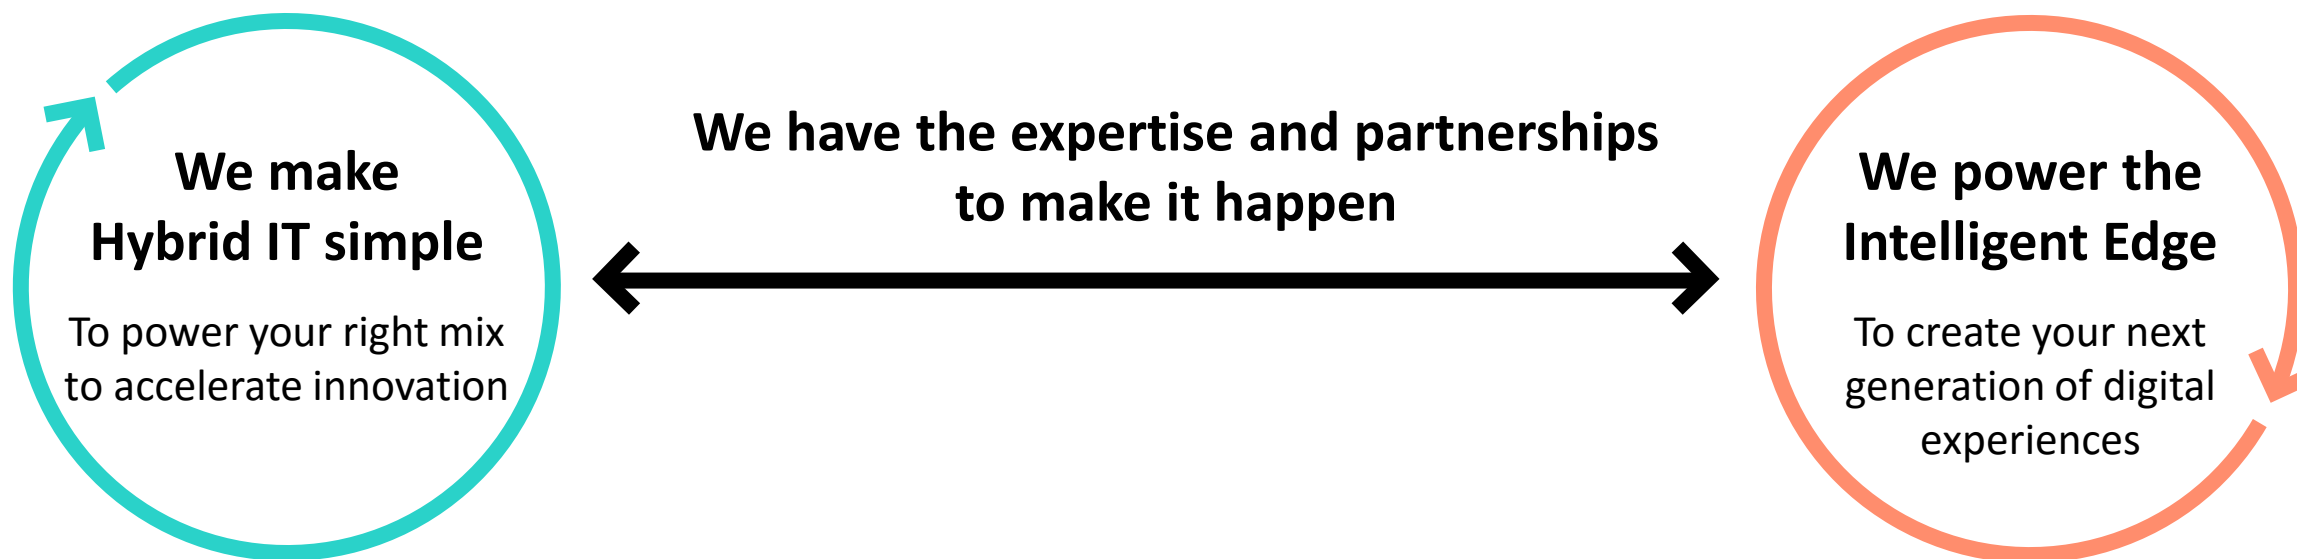 We make
Hybrid IT simple
To power your right mix
to accelerate innovation
We have the expertise and partnerships
to make it happen
We power the
Intelligent Edge
To create your next
generation of digital
experiences